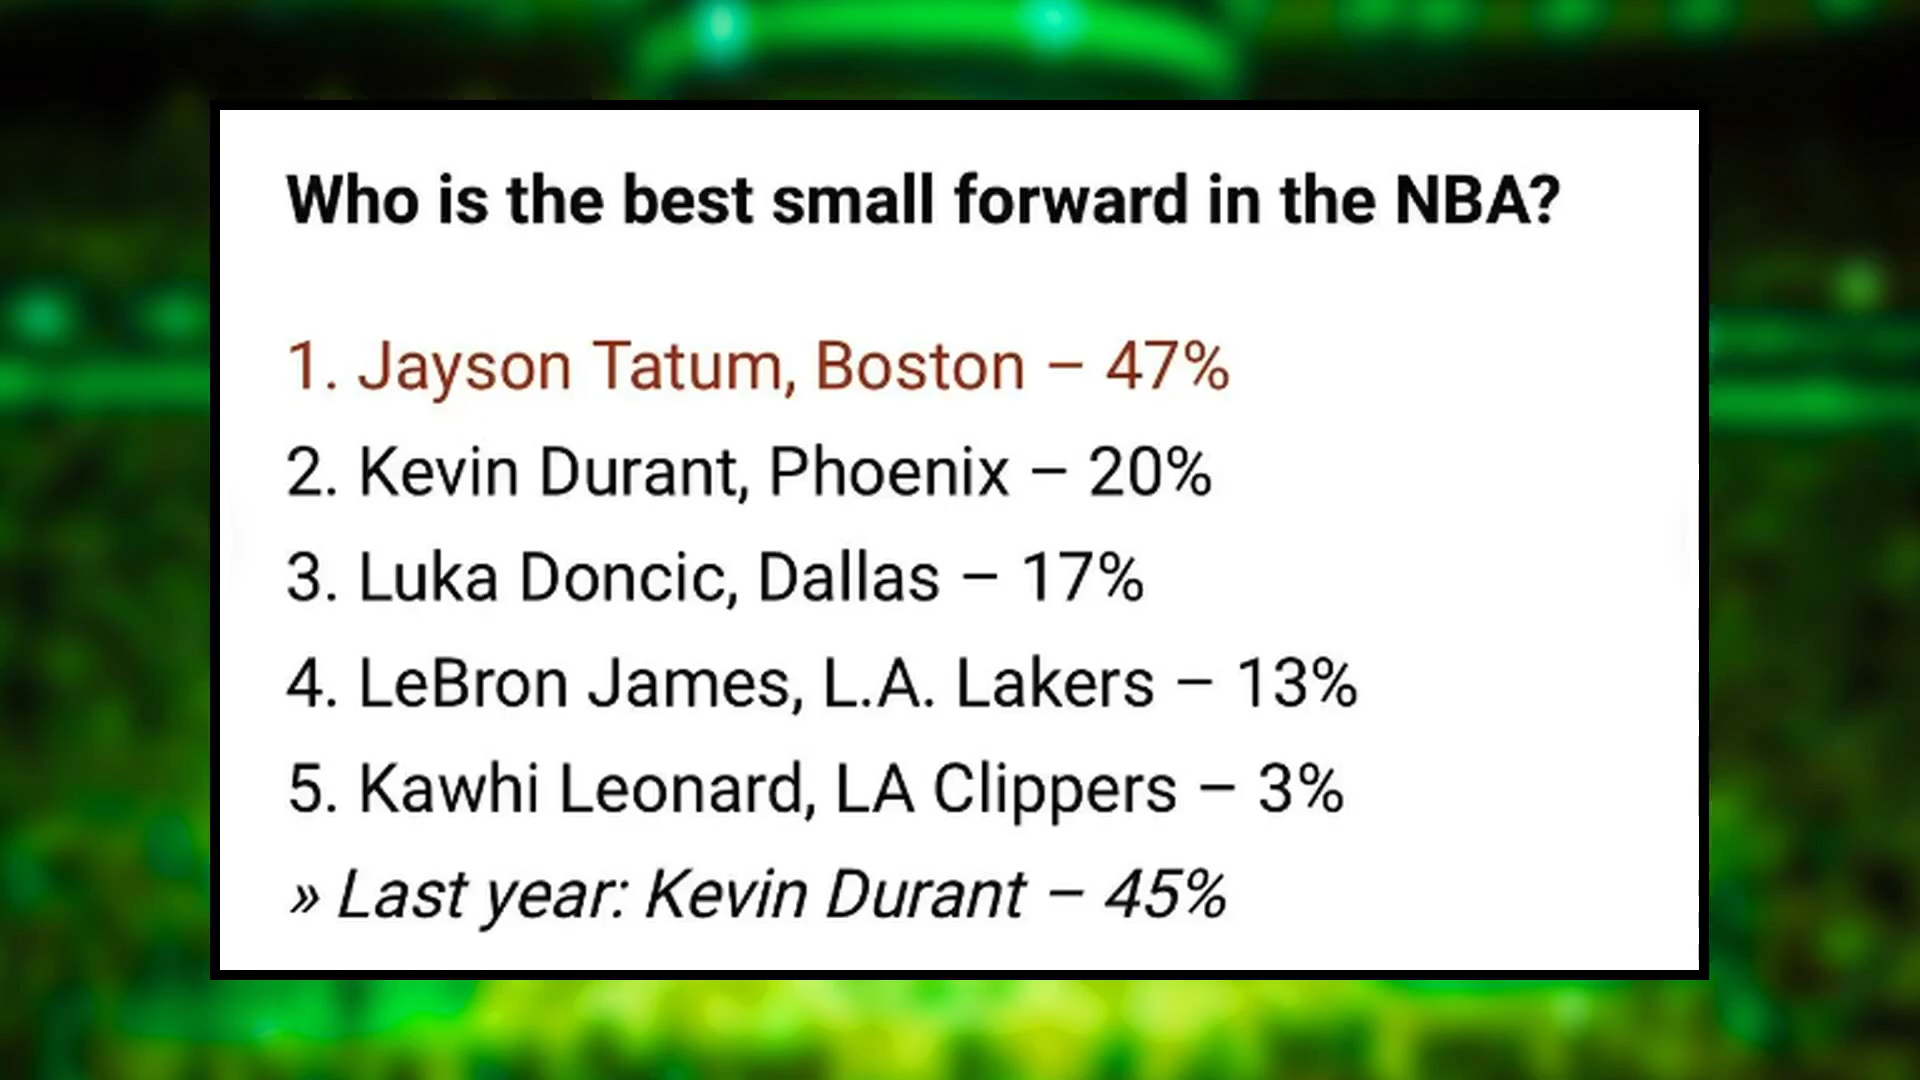 Who is the best small forward in the NBA?
1. Jayson Tatum, Boston – 47%
2. Kevin Durant, Phoenix – 20%
3. Luka Doncic, Dallas – 17%
4. LeBron James, L.A. Lakers – 13%
5. Kawhi Leonard, LA Clippers – 3%
» Last year: Kevin Durant – 45%